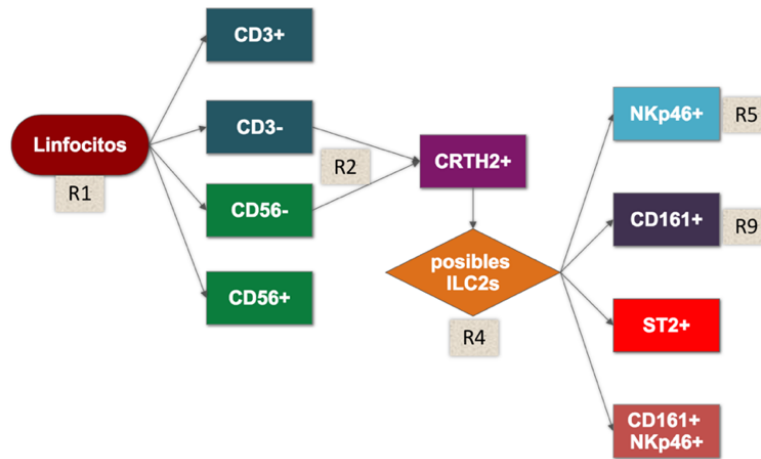 CD3+
NKp46+
R5
Linfocitos
CD3-
R2
CRTH2+
R1
CD56-
CD161+
R9
posibles
ILC2s
CD56+
R4
ST2+
CD161+
NKp46+